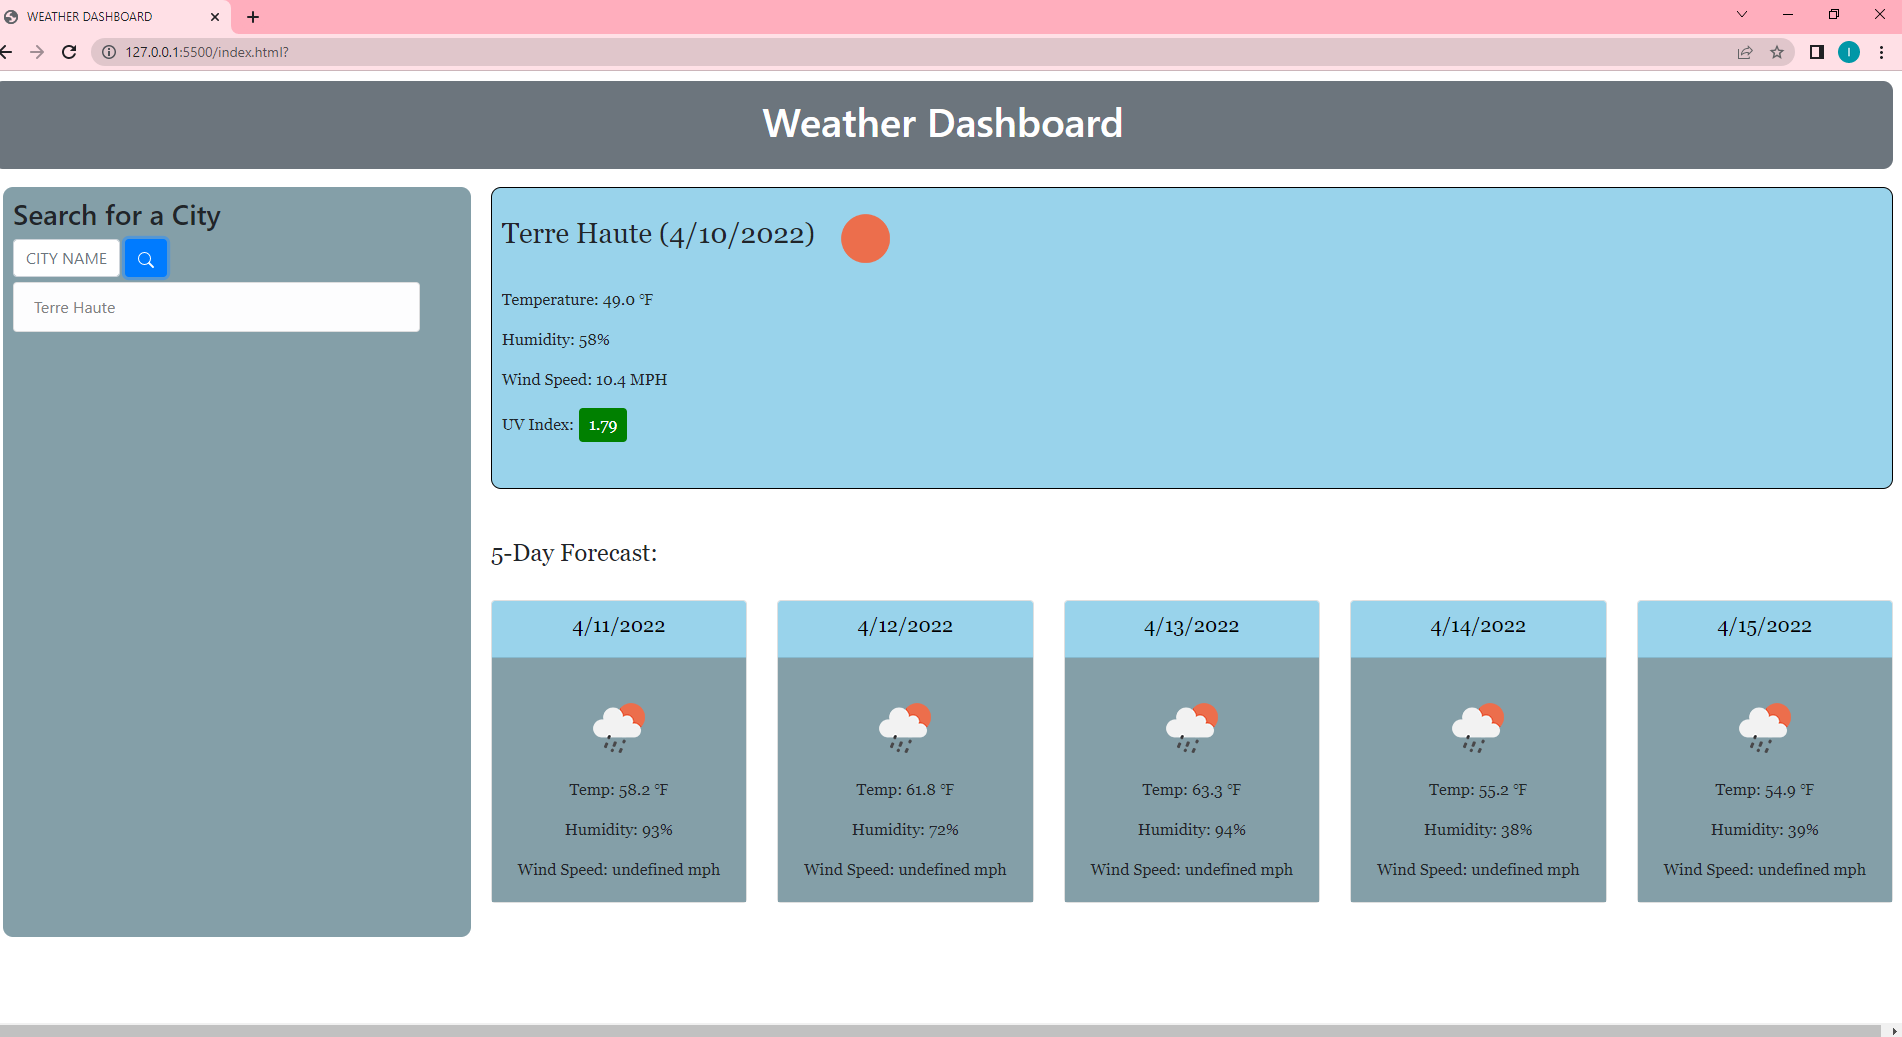 WEATHER DASHBOARD
127.0.0.1:5500/index.html?
I
Weather Dashboard
Search for a City
CITY NAME
Terre Haute
Terre Haute (4/10/2022)
Temperature: 49.0 °F
Humidity: 58%
Wind Speed: 10.4 MPH
UV Index: 1.79
5-Day Forecast:
4/11/2022
Temp: 58.2 °F
Humidity: 93%
Wind Speed: undefined mph
4/12/2022
Temp: 61.8 °F
Humidity: 72%
Wind Speed: undefined mph
4/13/2022
Temp: 63.3 °F
Humidity: 94%
Wind Speed: undefined mph
4/14/2022
Temp: 55.2 °F
Humidity: 38%
Wind Speed: undefined mph
4/15/2022
Temp: 54.9 °F
Humidity: 39%
Wind Speed: undefined mph